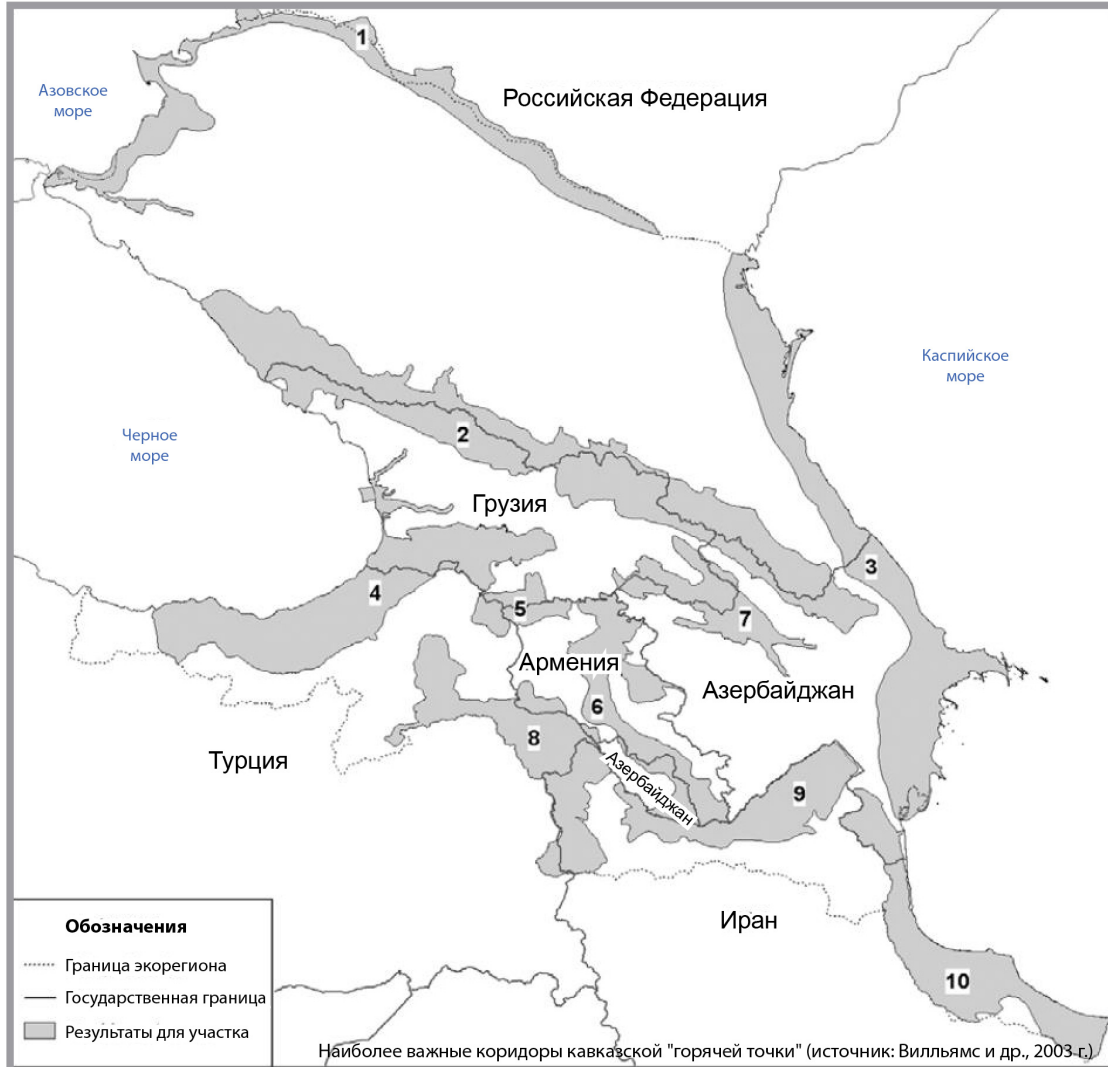 1
Азовское
море
Российская Федерация
Каспийское
море
2
Черное
море
Грузия
3
4
5
7
Армения
Азербайджан
6
8
Турция
Азербайджан
9
Иран
10
Обозначения
Граница экорегиона
Государственная граница
Результаты для участка
Наиболее важные коридоры кавказской "горячей точки" (источник: Вилльямс и др., 2003 г.)